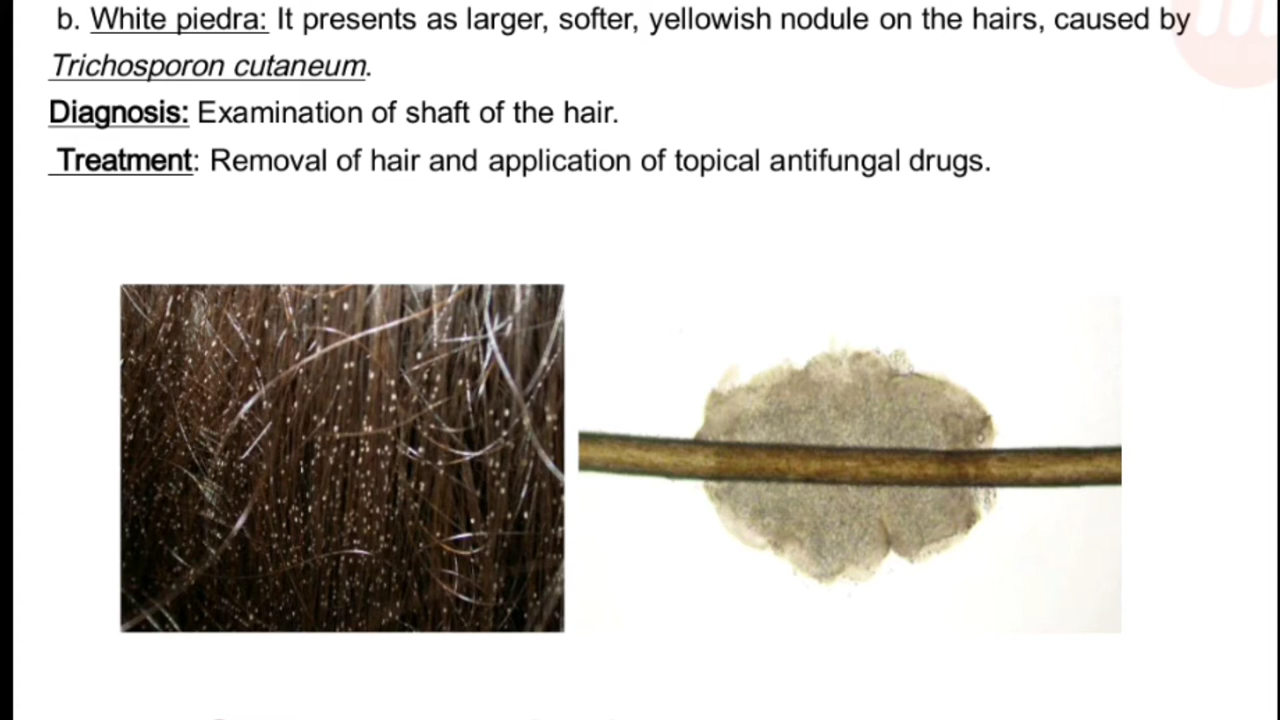 b. White piedra: It presents as larger, softer, yellowish nodule on the hairs, caused by
Trichosporon cutaneum.
Diagnosis: Examination of shaft of the hair.
Treatment: Removal of hair and application of topical antifungal drugs.